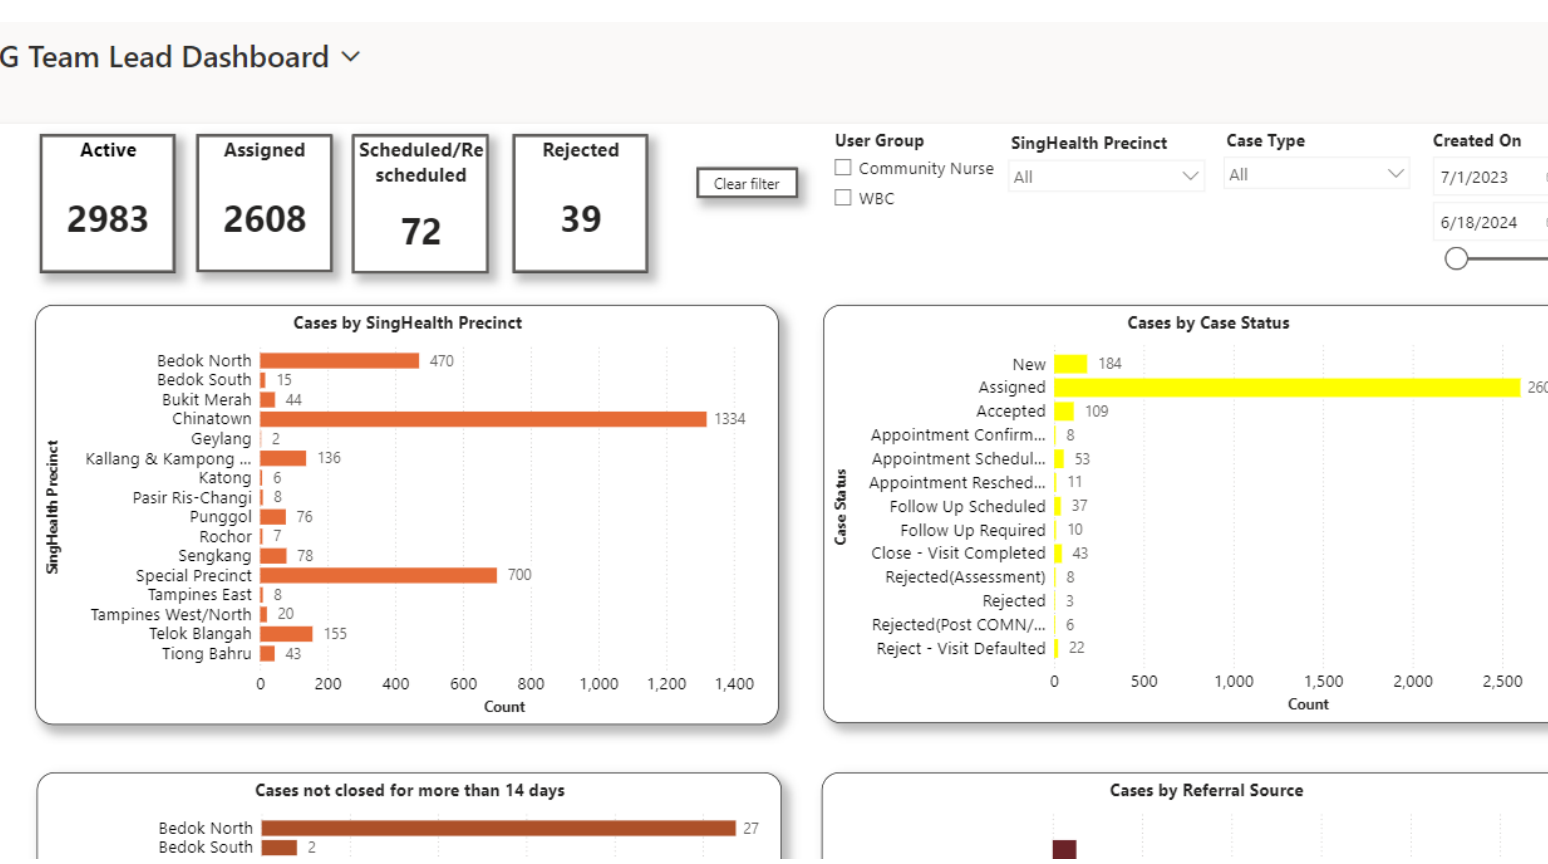 G Team Lead Dashboard
Active
2983
Assigned
2608
Scheduled/Re
scheduled
72
Rejected
39
Clear filter
User Group
Community Nurse
WBC
SingHealth Precinct
All
Case Type
All
Created On
7/1/2023
6/18/2024
Cases by SingHealth Precinct
SingHealth Precinct
Bedok North 470
Bedok South 15
Bukit Merah 44
Chinatown 1334
Geylang 2
Kallang & Kampong ... 136
Katong 6
Pasir Ris-Changi 8
Punggol 76
Rochor 7
Sengkang 78
Special Precinct 700
Tampines East 8
Tampines West/North 20
Telok Blangah 155
Tiong Bahru 43
0 200 400 600 800 1,000 1,200 1,400
Count
Cases by Case Status
Case Status
New 184
Assigned 260
Accepted 109
Appointment Confirm... 8
Appointment Schedul... 53
Appointment Resched... 11
Follow Up Scheduled 37
Follow Up Required 10
Close - Visit Completed 43
Rejected(Assessment) 8
Rejected 3
Rejected(Post COMN/... 6
Reject - Visit Defaulted 22
0 500 1,000 1,500 2,000 2,500
Count
Cases not closed for more than 14 days
Bedok North 27
Bedok South 2
Cases by Referral Source